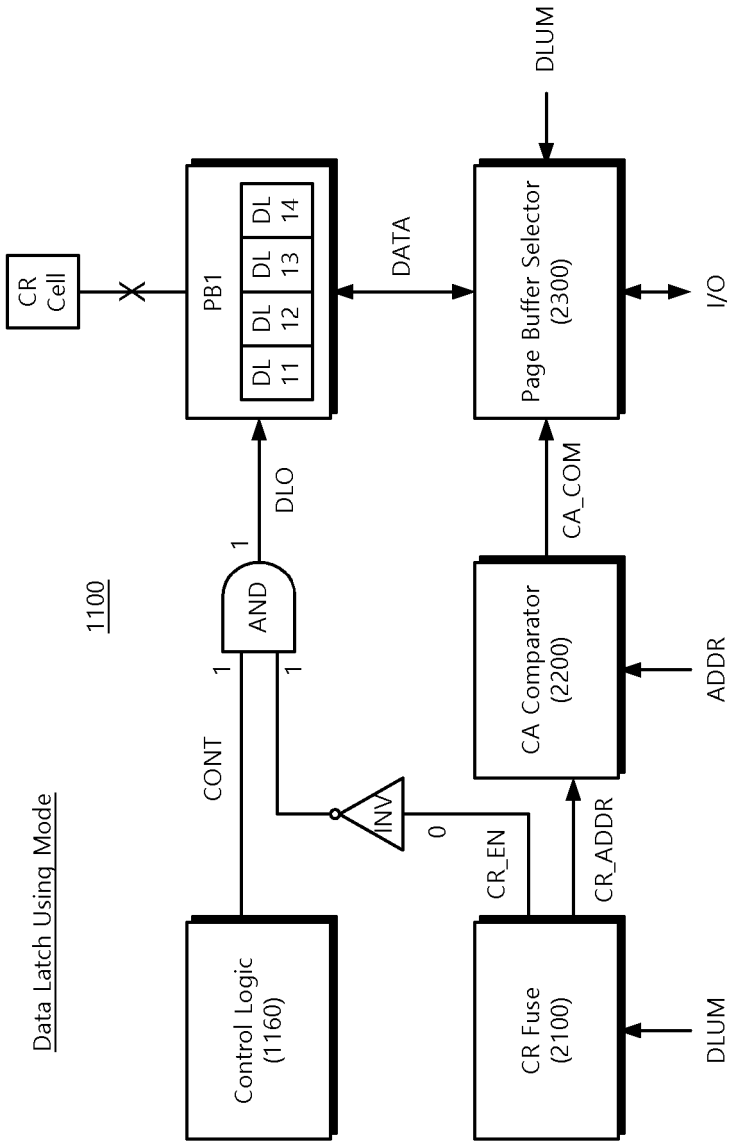 Data Latch Using Mode
1100
Control Logic
(1160)
CONT
1
1
AND
1
DLO
PB1
DL
11
DL
12
DL
13
DL
14
CR
Cell
INV
0
CR_EN
CR Fuse
(2100)
DLUM
CR_ADDR
CA Comparator
(2200)
ADDR
CA_COM
DATA
Page Buffer Selector
(2300)
I/O
DLUM